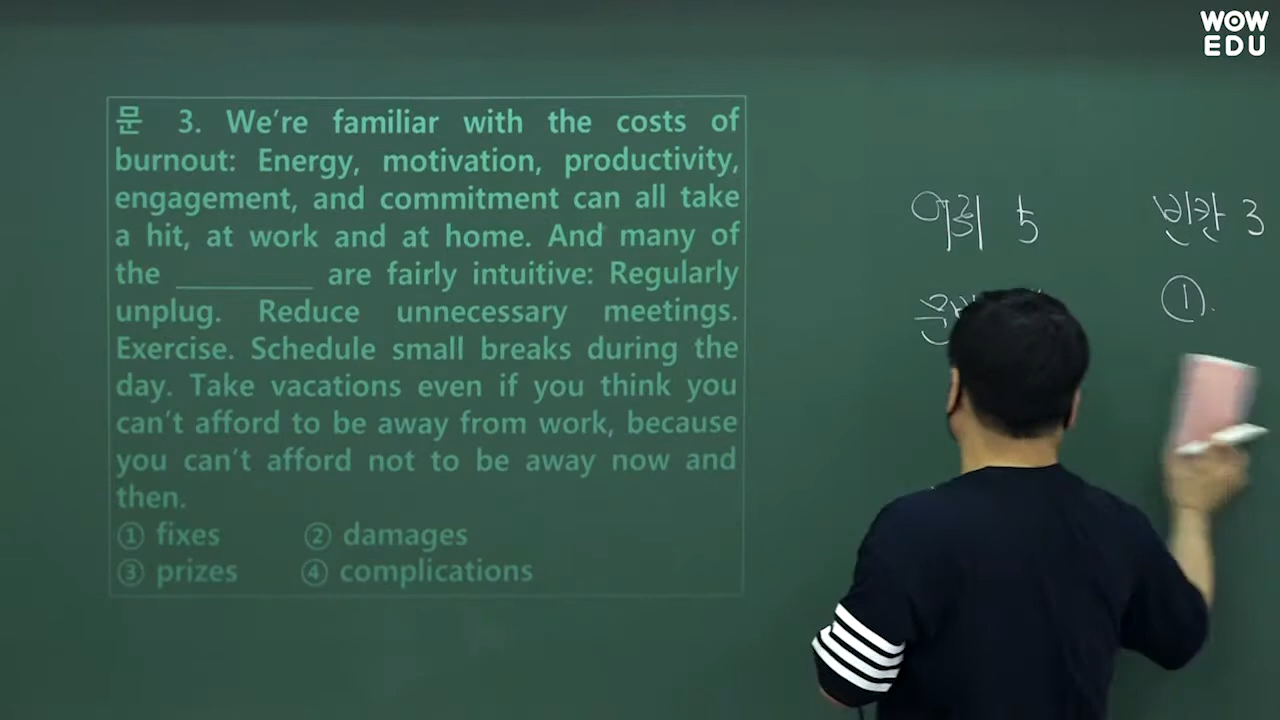 WOW
EDU
문 3. We’re familiar with the costs of
burnout: Energy, motivation, productivity,
engagement, and commitment can all take
a hit, at work and at home. And many of
the __________ are fairly intuitive: Regularly
unplug. Reduce unnecessary meetings.
Exercise. Schedule small breaks during the
day. Take vacations even if you think you
can’t afford to be away from work, because
you can’t afford not to be away now and
then.
① fixes ② damages
③ prizes ④ complications
어휘 5
빈칸 3
①.